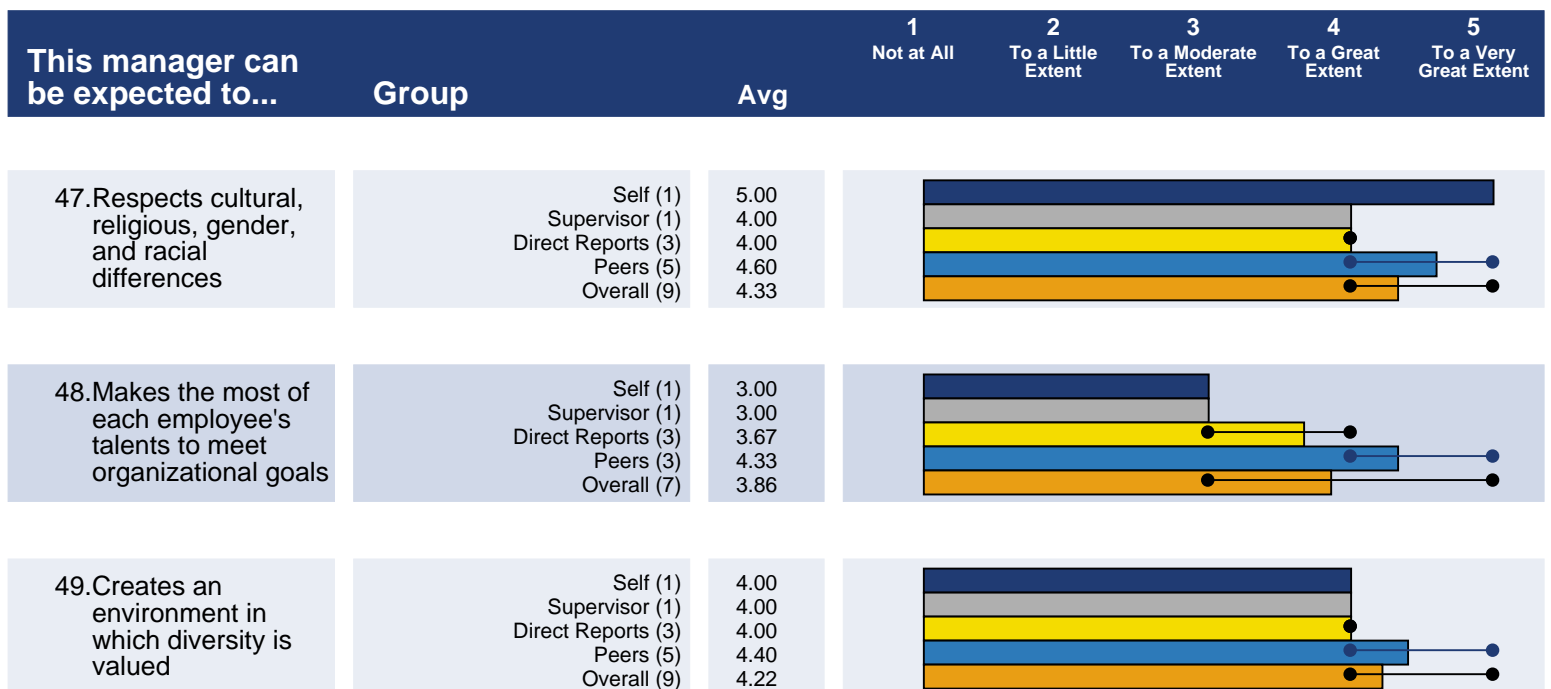 1 2 3 4 5
Not at All To a Little To a Moderate To a Great To a Very
Extent Extent Extent Great Extent
This manager can
be expected to... Group Avg
47.Respects cultural, Self (1) 5.00
religious, gender, Supervisor (1) 4.00
and racial Direct Reports (3) 4.00
differences Peers (5) 4.60
Overall (9) 4.33
48.Makes the most of Self (1) 3.00
each employee's Supervisor (1) 3.00
talents to meet Direct Reports (3) 3.67
organizational goals Peers (3) 4.33
Overall (7) 3.86
49.Creates an Self (1) 4.00
environment in Supervisor (1) 4.00
which diversity is Direct Reports (3) 4.00
valued Peers (5) 4.40
Overall (9) 4.22